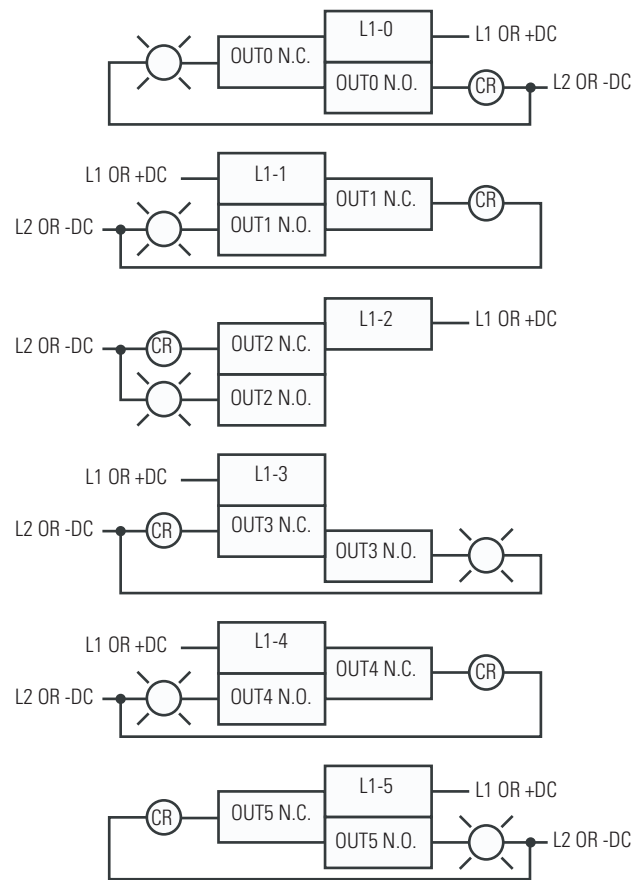 L1-0
L1 OR +DC
OUT0 N.C.
OUT0 N.O.
CR
L2 OR -DC
L1 OR +DC
L1-1
OUT1 N.C.
CR
L2 OR -DC
OUT1 N.O.
L1-2
L1 OR +DC
L2 OR -DC
CR
OUT2 N.C.
OUT2 N.O.
L1 OR +DC
L1-3
L2 OR -DC
CR
OUT3 N.C.
OUT3 N.O.
L1 OR +DC
L1-4
OUT4 N.C.
CR
L2 OR -DC
OUT4 N.O.
L1-5
L1 OR +DC
CR
OUT5 N.C.
OUT5 N.O.
L2 OR -DC